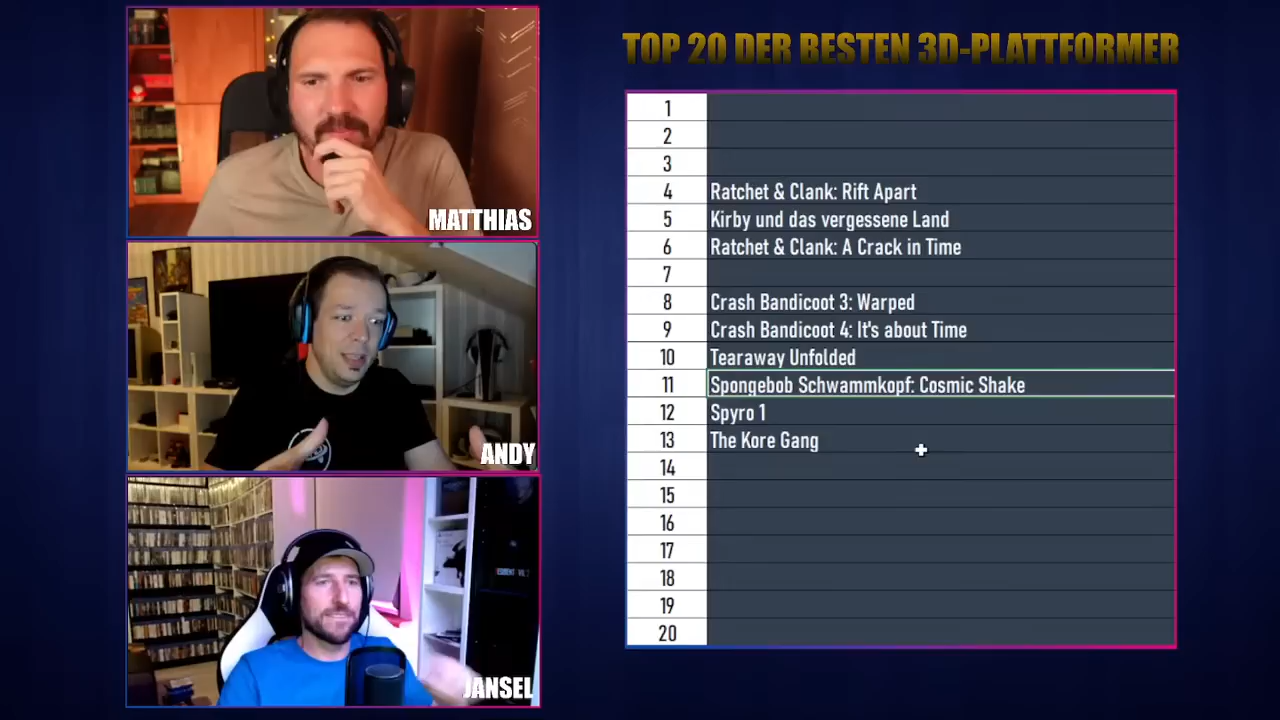 TOP 20 DER BESTEN 3D-PLATTFORMER
MATTHIAS
ANDY
JANSEL
1
2
3
4 Ratchet & Clank: Rift Apart
5 Kirby und das vergessene Land
6 Ratchet & Clank: A Crack in Time
7
8 Crash Bandicoot 3: Warped
9 Crash Bandicoot 4: It's about Time
10 Tearaway Unfolded
11 Spongebob Schwammkopf: Cosmic Shake
12 Spyro 1
13 The Kore Gang
14
15
16
17
18
19
20